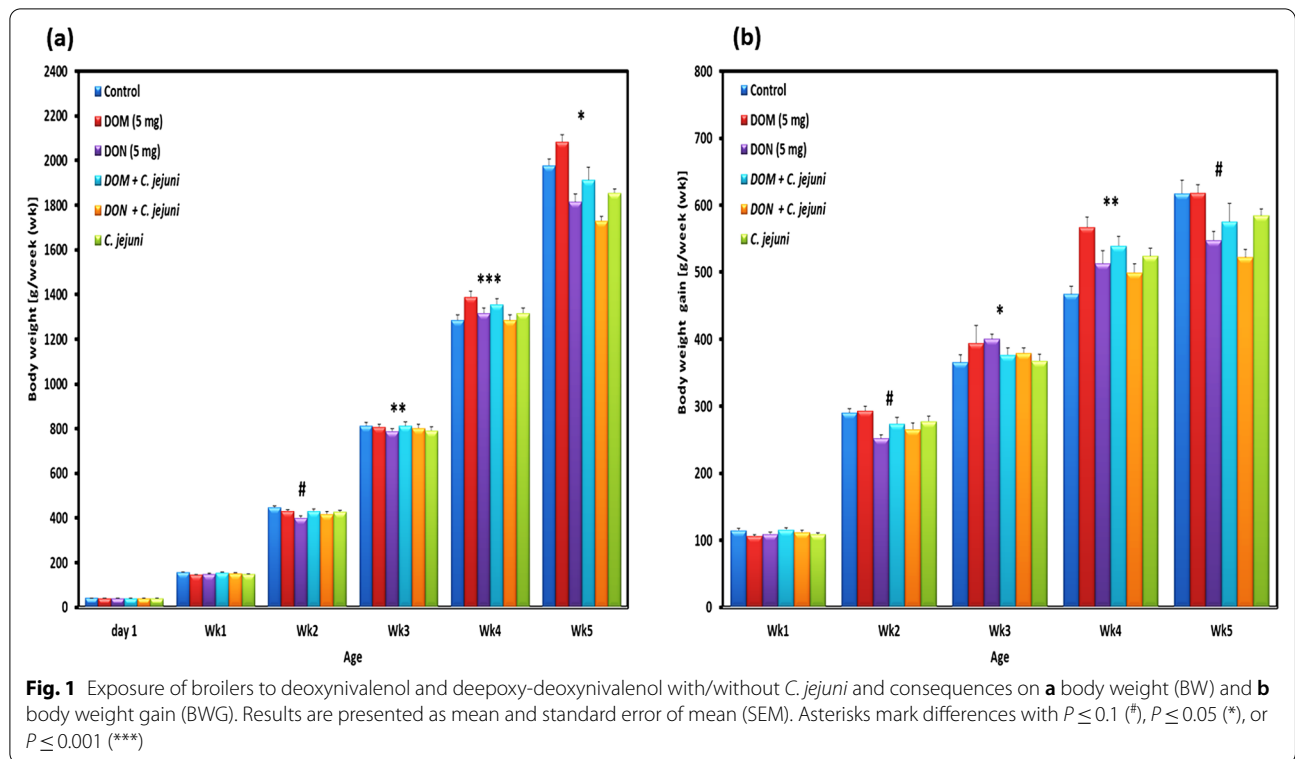 (a)
Body weight [g/week (wk)]
2400
2200
2000
1800
1600
1400
1200
1000
800
600
400
200
0
Control
DOM (5 mg)
DON (5 mg)
DOM + C. jejuni
DON + C. jejuni
C. jejuni
#
**
***
*
day 1 Wk1 Wk2 Wk3 Wk4 Wk5
Age
(b)
Body weight gain [g/week (wk)]
800
700
600
500
400
300
200
100
0
Control
DOM (5 mg)
DON (5 mg)
DOM + C. jejuni
DON + C. jejuni
C. jejuni
#
*
**
#
Wk1 Wk2 Wk3 Wk4 Wk5
Age
Fig. 1 Exposure of broilers to deoxynivalenol and deepoxy-deoxynivalenol with/without C. jejuni and consequences on a body weight (BW) and b
body weight gain (BWG). Results are presented as mean and standard error of mean (SEM). Asterisks mark differences with P ≤ 0.1 (#), P ≤ 0.05 (*), or
P ≤ 0.001 (***)